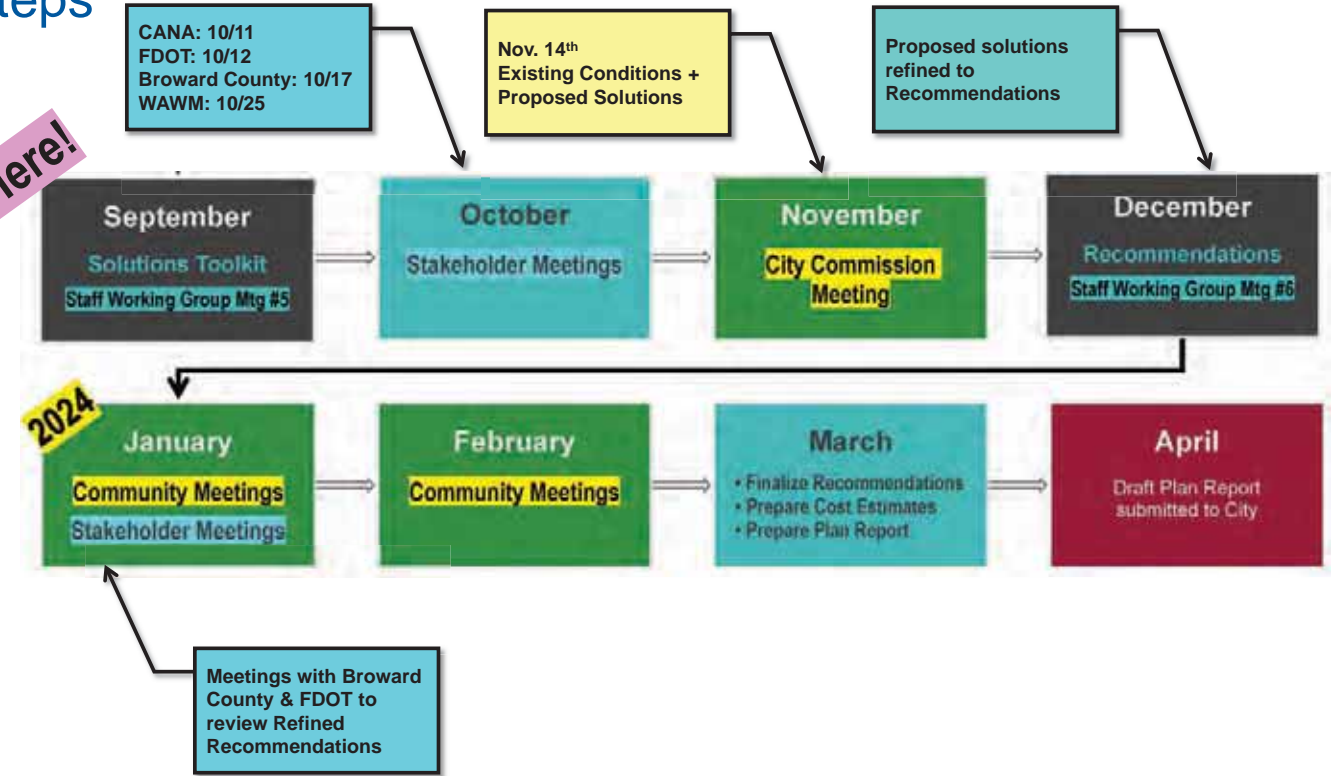 teps
CANA: 10/11
FDOT: 10/12
Broward County: 10/17
WAWM: 10/25
Nov. 14th
Existing Conditions +
Proposed Solutions
Proposed solutions
refined to
Recommendations
here!
September
Solutions Toolkit
Staff Working Group Mtg #5
October
Stakeholder Meetings
November
City Commission
Meeting
December
Recommendations
Staff Working Group Mtg #6
2024
January
Community Meetings
Stakeholder Meetings
February
Community Meetings
March
• Finalize Recommendations
• Prepare Cost Estimates
• Prepare Plan Report
April
Draft Plan Report
submitted to City
Meetings with Broward
County & FDOT to
review Refined
Recommendations